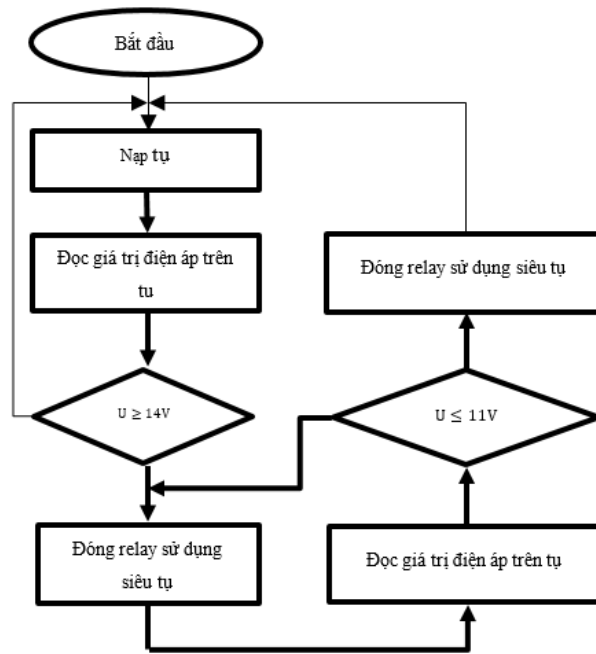 Bắt đầu
Nạp tụ
Đọc giá trị điện áp trên
tu
U ≥ 14V
Đóng relay sử dụng
siêu tụ
Đóng relay sử dụng siêu tụ
U ≤ 11V
Đọc giá trị điện áp trên tụ